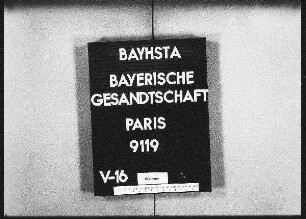 BAYHSTA
BAYERISCHE
GESANDTSCHAFT
PARIS
9119
V-16